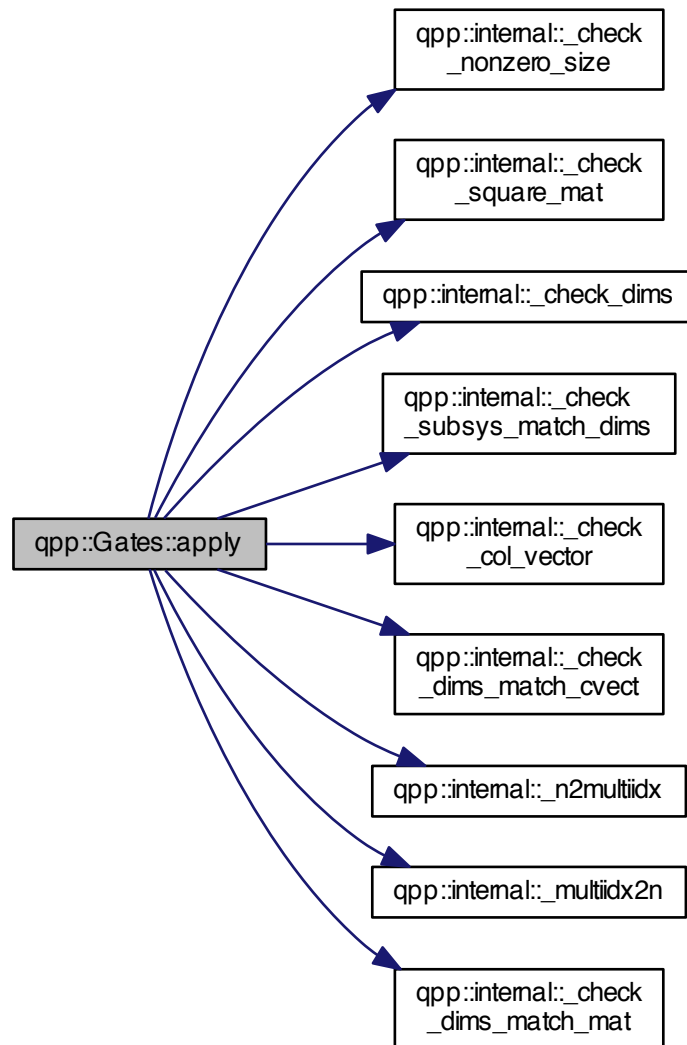 qpp::internal::_check
_nonzero_size
qpp::internal::_check
_square_mat
qpp::internal::_check_dims
qpp::internal::_check
_subsys_match_dims
qpp::Gates::apply
qpp::internal::_check
_col_vector
qpp::internal::_check
_dims_match_cvect
qpp::internal::_n2multiidx
qpp::internal::_multiidx2n
qpp::internal::_check
_dims_match_mat